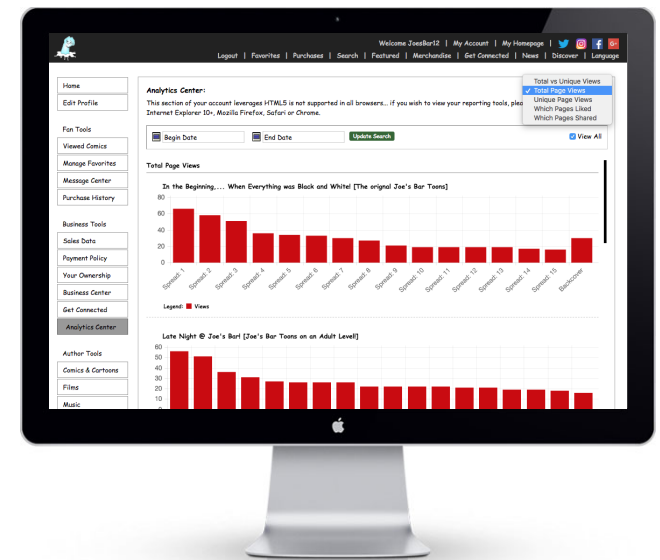 Welcome JoesBar12 | My Account | My Homepage |
Logout | Favorites | Purchases | Search | Featured | Merchandise | Get Connected | News | Discover | Language
Home
Edit Profile
Fan Tools
Viewed Comics
Manage Favorites
Message Center
Purchase History
Business Tools
Sales Data
Payment Policy
Your Ownership
Business Center
Get Connected
Analytics Center
Author Tools
Comics & Cartoons
Films
Music
Analytics Center:
This section of your account leverages HTML5 is not supported in all browsers... if you wish to view your reporting tools,
Internet Explorer 10+, Mozilla Firefox, Safari or Chrome.
Total vs Unique Views
✓ Total Page Views
Unique Page Views
Which Pages Liked
Which Pages Shared
Begin Date
End Date
Update Search
View All
Total Page Views
In the Beginning,... When Everything was Black and White! [The orignal Joe's Bar Toons]
80
60
40
20
0
Spread: 1
Spread: 2
Spread: 3
Spread: 4
Spread: 5
Spread: 6
Spread: 7
Spread: 8
Spread: 9
Spread: 10
Spread: 11
Spread: 12
Spread: 13
Spread: 14
Spread: 15
Backcover
Legend: Views
Late Night @ Joe's Bar! [Joe's Bar Toons on an Adult Level!]
60
50
40
30
20
10
0